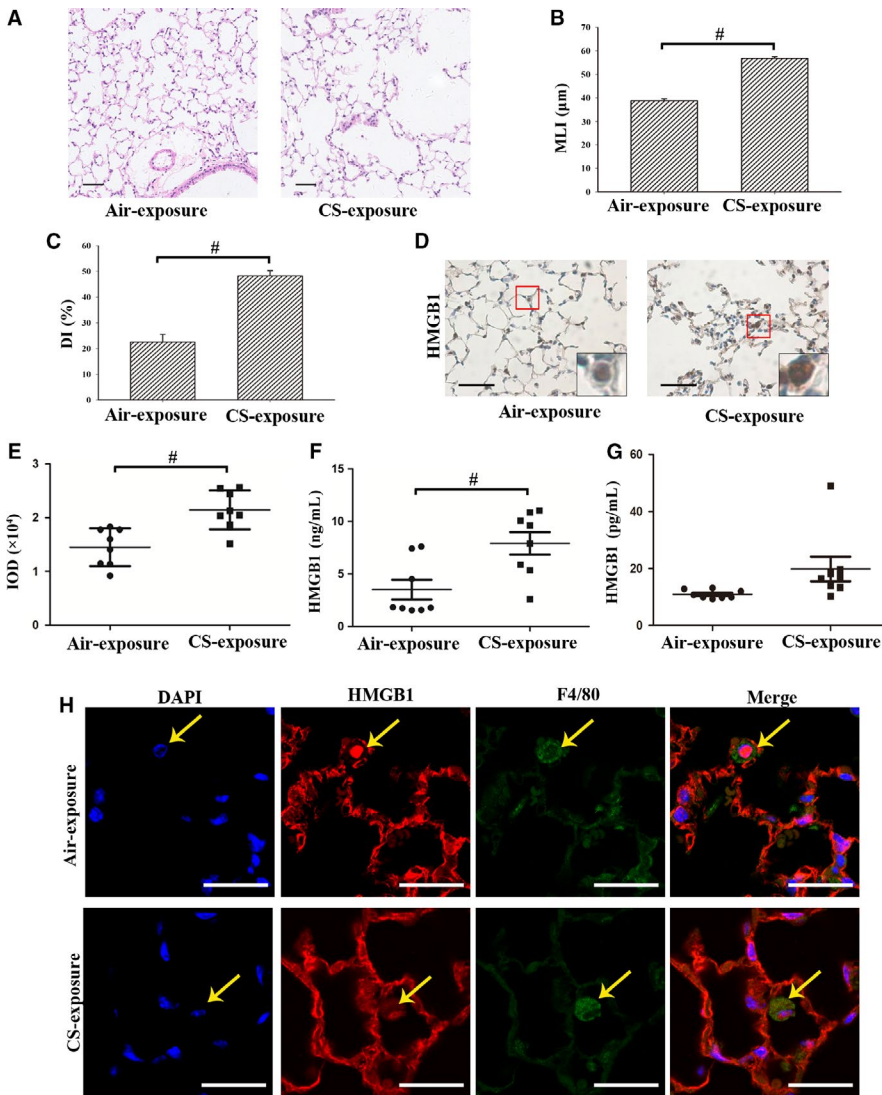 A
Air-exposure
CS-exposure
B
#
MLI (μm)
70
60
50
40
30
20
10
0
Air-exposure
CS-exposure
C
#
DI (%)
60
50
40
30
20
10
0
Air-exposure
CS-exposure
D
HMGB1
Air-exposure
CS-exposure
E
#
IOD (×10⁴)
3
2
1
0
Air-exposure
CS-exposure
F
#
HMGB1 (ng/mL)
15
10
5
0
Air-exposure
CS-exposure
G
HMGB1 (pg/mL)
60
40
20
0
Air-exposure
CS-exposure
H
DAPI
HMGB1
F4/80
Merge
Air-exposure
CS-exposure